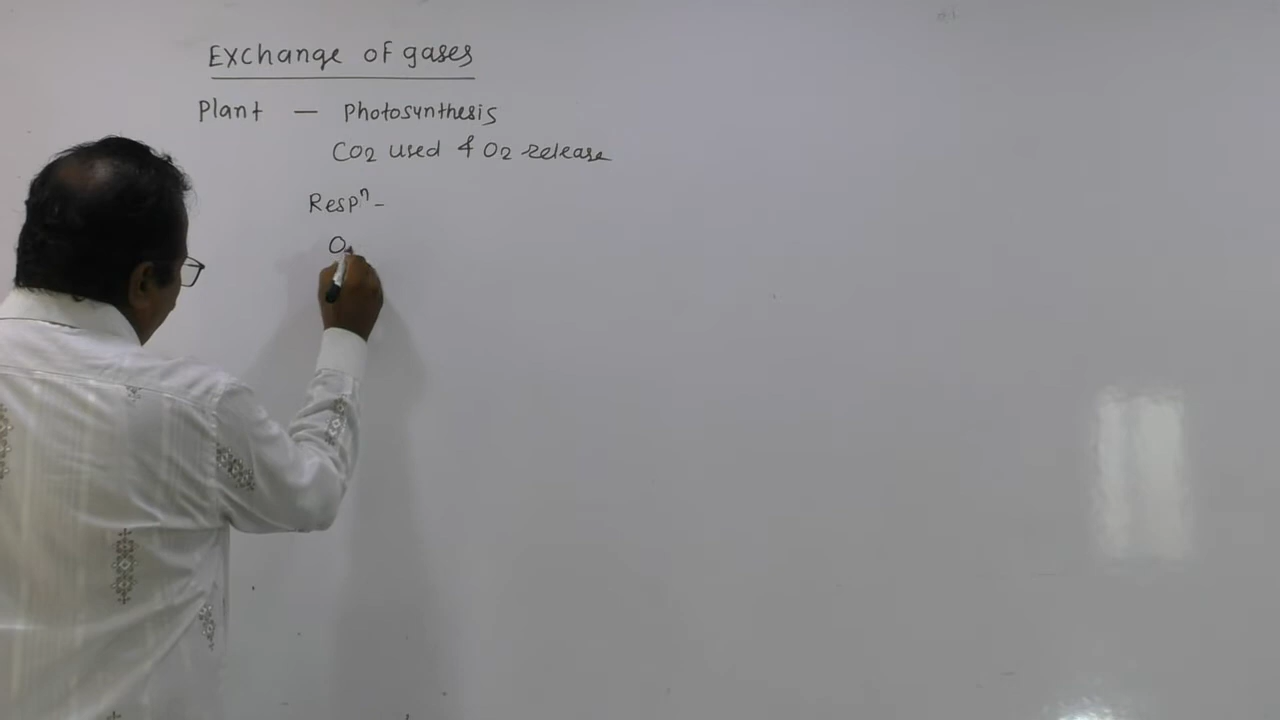 Exchange of gases
Plant — Photosynthesis
CO2 used & O2 release
Respⁿ -
O